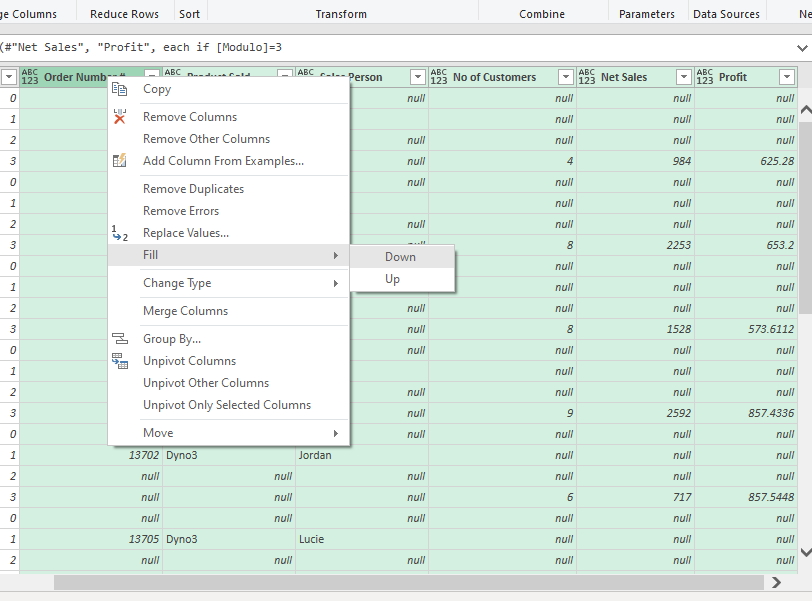 ge Columns Reduce Rows Sort Transform Combine Parameters Data Sources Ne
(#"Net Sales", "Profit", each if [Modulo]=3
ABC 123 Order Number # ABC Product Sold ABC Sales Person ABC 123 No of Customers ABC 123 Net Sales ABC 123 Profit
0 null null null null
1 null null null
2 null null null null
3 null 4 984 625.28
0 null null null null
1 null null null
2 null null null null
3 null 8 2253 653.2
0 null null null
1 null null null
2 null null null null
3 null 8 1528 573.6112
0 null null null null
1 null null null
2 null null null null
3 null 9 2592 857.4336
0 null null null null
1 13702 Dyno3 Jordan null null null
2 null null null null null null
3 null null null 6 717 857.5448
0 null null null null null null
1 13705 Dyno3 Lucie null null null
2 null null null null null null
Copy
Remove Columns
Remove Other Columns
Add Column From Examples...
Remove Duplicates
Remove Errors
Replace Values...
Fill
Change Type
Merge Columns
Group By...
Unpivot Columns
Unpivot Other Columns
Unpivot Only Selected Columns
Move
Down
Up